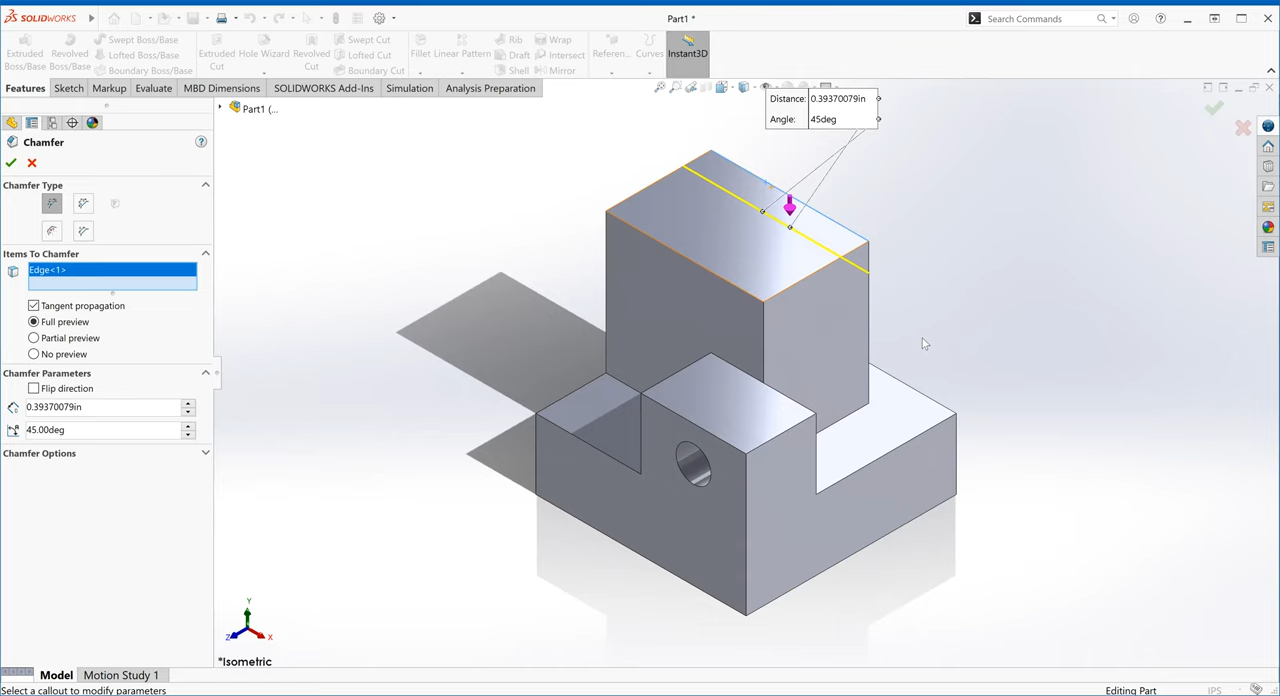 SOLIDWORKS
Part1 *
Search Commands
Extruded Boss/Base
Revolved Boss/Base
Swept Boss/Base
Lofted Boss/Base
Boundary Boss/Base
Extruded Cut
Hole Wizard
Revolved Cut
Swept Cut
Lofted Cut
Boundary Cut
Fillet
Linear Pattern
Rib
Draft
Shell
Wrap
Intersect
Mirror
Referen...
Curves
Instant3D
Features
Sketch
Markup
Evaluate
MBD Dimensions
SOLIDWORKS Add-Ins
Simulation
Analysis Preparation
Part1 (...
Distance: 0.39370079in
Angle: 45deg
Chamfer
Chamfer Type
Items To Chamfer
Edge<1>
Tangent propagation
Full preview
Partial preview
No preview
Chamfer Parameters
Flip direction
0.39370079in
45.00deg
Chamfer Options
Y
Z
X
*Isometric
Model
Motion Study 1
Select a callout to modify parameters
Editing Part
IPS